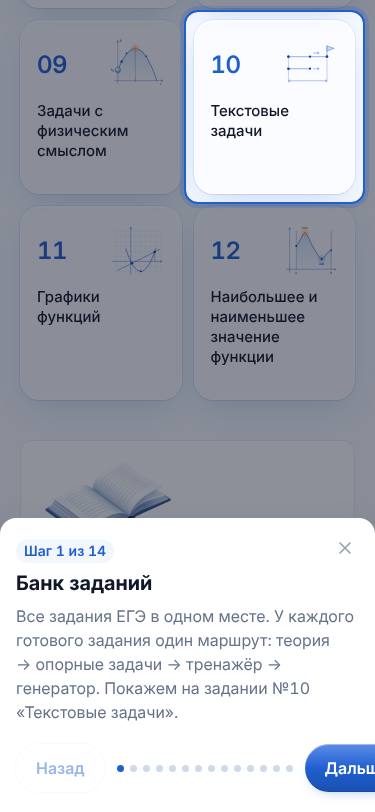 09
10
Задачи с
физическим
смыслом
Текстовые
задачи
11
12
Графики
функций
Наибольшее и
наименьшее
значение
функции
Шаг 1 из 14
Банк заданий
Все задания ЕГЭ в одном месте. У каждого
готового задания один маршрут: теория
→ опорные задачи → тренажёр →
генератор. Покажем на задании №10
«Текстовые задачи».
Назад
Дальш